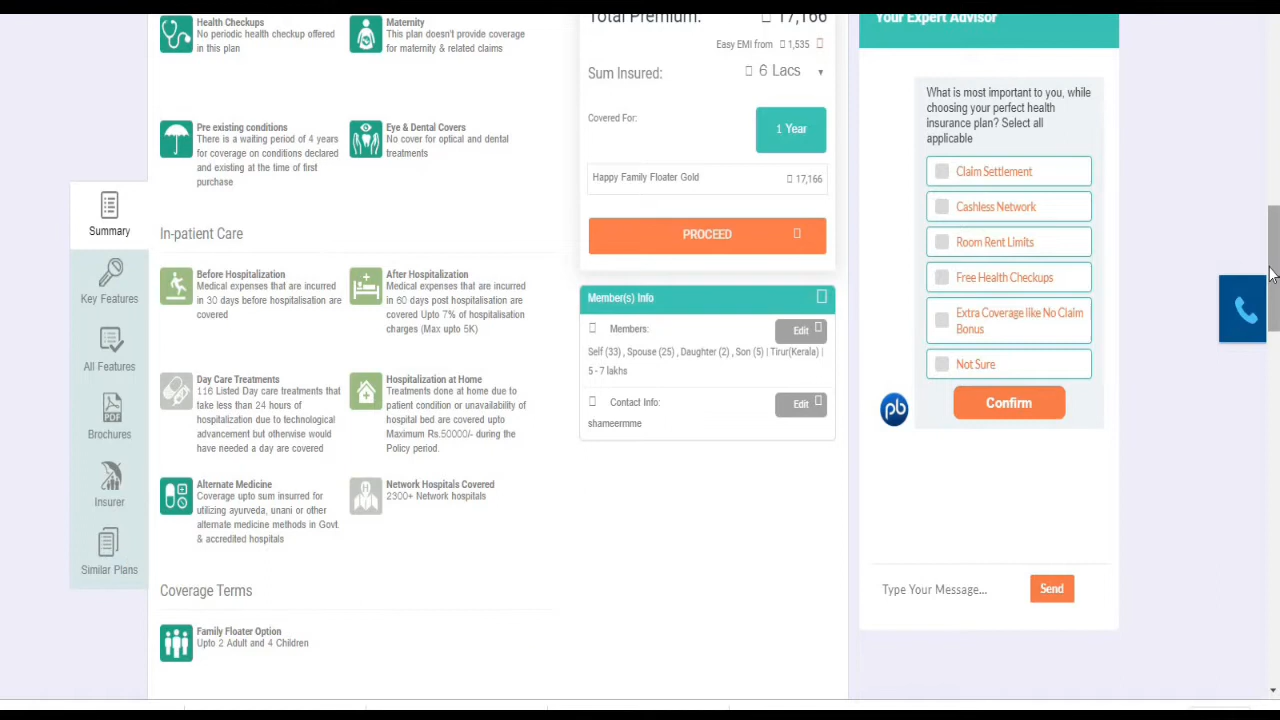 Health Checkups
No periodic health checkup offered
in this plan
Maternity
This plan doesn't provide coverage
for maternity & related claims
Pre existing conditions
There is a waiting period of 4 years
for coverage on conditions declared
and existing at the time of first
purchase
Eye & Dental Covers
No cover for optical and dental
treatments
Summary
Key Features
All Features
PDF
Brochures
Insurer
Similar Plans
In-patient Care
Before Hospitalization
Medical expenses that are incurred
in 30 days before hospitalisation are
covered
After Hospitalization
Medical expenses that are incurred
in 60 days post hospitalisation are
covered Upto 7% of hospitalisation
charges (Max upto 5K)
Day Care Treatments
116 Listed Day care treatments that
take less than 24 hours of
hospitalization due to technological
advancement but otherwise would
have needed a day are covered
Hospitalization at Home
Treatments done at home due to
patient condition or unavailability of
hospital bed are covered upto
Maximum Rs.50000/- during the
Policy period.
Alternate Medicine
Coverage upto sum insured for
utilizing ayurveda, unani or other
alternate medicine methods in Govt.
& accredited hospitals
Network Hospitals Covered
2300+ Network hospitals
Coverage Terms
Family Floater Option
Upto 2 Adult and 4 Children
Total Premium: 17,166
Easy EMI from 1,535
Sum Insured: 6 Lacs
Covered For: 1 Year
Happy Family Floater Gold 17,166
PROCEED
Member(s) Info
Members: Edit
Self (33) , Spouse (25) , Daughter (2) , Son (5) | Tirur(Kerala) |
5 - 7 lakhs
Contact Info: Edit
shameermme
Your Expert Advisor
What is most important to you, while
choosing your perfect health
insurance plan? Select all
applicable
Claim Settlement
Cashless Network
Room Rent Limits
Free Health Checkups
Extra Coverage like No Claim
Bonus
Not Sure
pb
Confirm
Type Your Message... Send